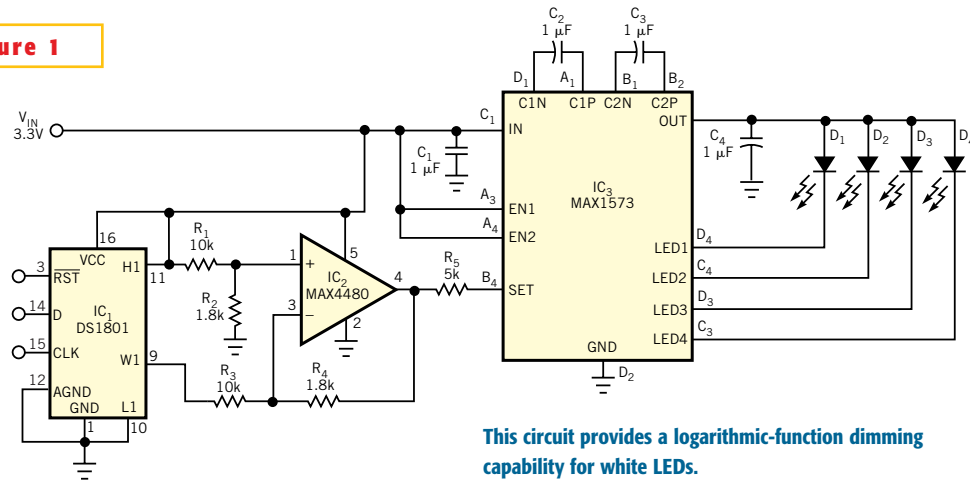 ure 1
C2
1 µF
C3
1 µF
D1 A1 B1 B2
C1N C1P C2N C2P
VIN
3.3V
C1
IN
OUT
C1
1 µF
C4
1 µF
D1 D2 D3
IC3
MAX1573
A3
EN1
A4
EN2
16
VCC
H1
11
R1
10k
1
+
5
IC2
MAX4480
4
R5
5k
B4
SET
D4
LED1
C4
LED2
D3
LED3
C3
LED4
3
RST
14
D
IC1
DS1801
15
CLK
W1
9
R2
1.8k
3
–
2
GND
D2
12
AGND
GND
L1
1
10
R3
10k
R4
1.8k
This circuit provides a logarithmic-function dimming
capability for white LEDs.